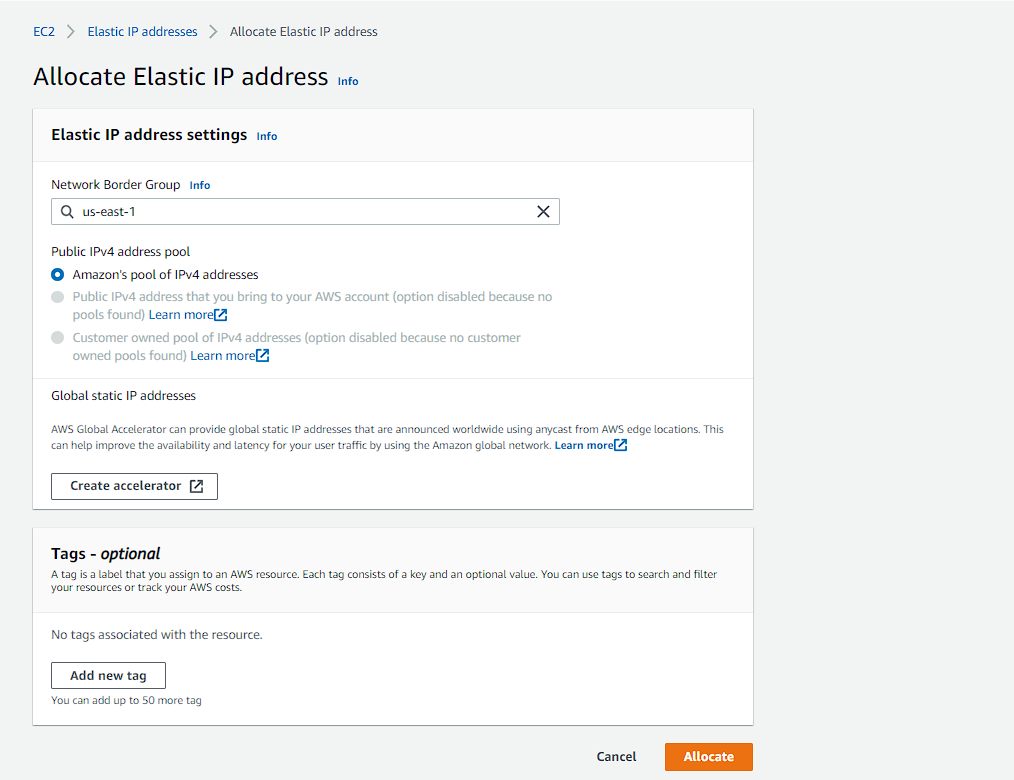 EC2 > Elastic IP addresses > Allocate Elastic IP address
Allocate Elastic IP address Info
Elastic IP address settings Info
Network Border Group Info
us-east-1
Public IPv4 address pool
Amazon's pool of IPv4 addresses
Public IPv4 address that you bring to your AWS account (option disabled because no
pools found) Learn more
Customer owned pool of IPv4 addresses (option disabled because no customer
owned pools found) Learn more
Global static IP addresses
AWS Global Accelerator can provide global static IP addresses that are announced worldwide using anycast from AWS edge locations. This
can help improve the availability and latency for your user traffic by using the Amazon global network. Learn more
Create accelerator
Tags - optional
A tag is a label that you assign to an AWS resource. Each tag consists of a key and an optional value. You can use tags to search and filter
your resources or track your AWS costs.
No tags associated with the resource.
Add new tag
You can add up to 50 more tag
Cancel Allocate